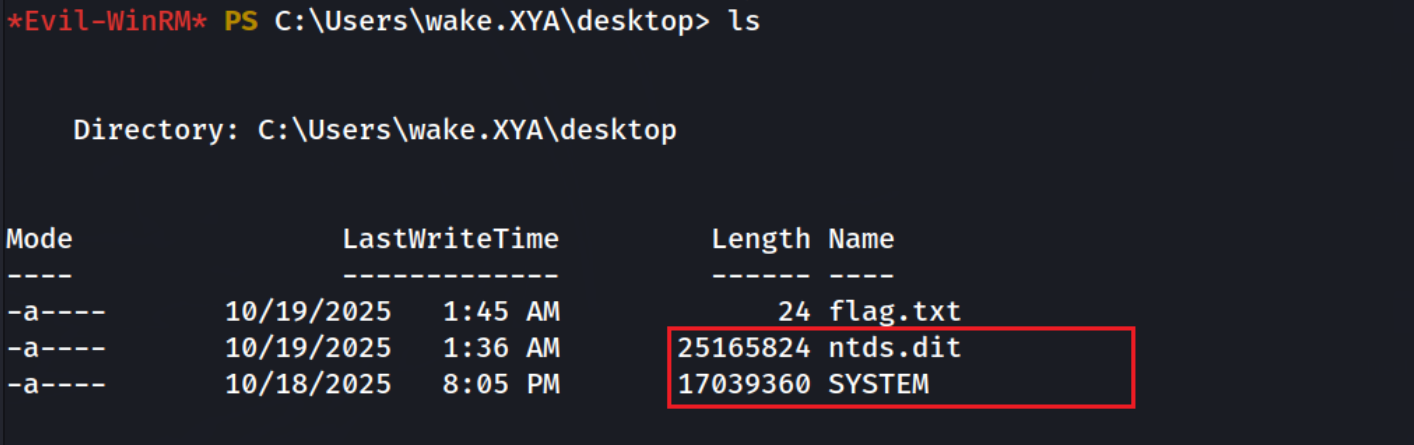 *Evil-WinRM* PS C:\Users\wake.XYA\desktop> ls
Directory: C:\Users\wake.XYA\desktop
Mode                LastWriteTime         Length Name
----                -------------         ------ ----
-a----       10/19/2025   1:45 AM             24 flag.txt
-a----       10/19/2025   1:36 AM       25165824 ntds.dit
-a----       10/18/2025   8:05 PM       17039360 SYSTEM